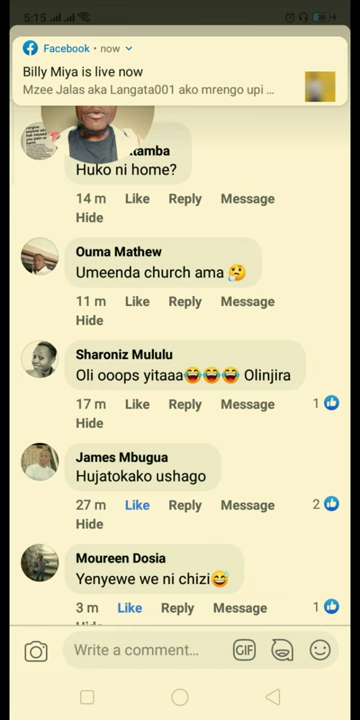 5:15
Facebook • now
Billy Miya is live now
Mzee Jalas aka Langata001 ako mrengo upi ...
Huko ni home?
14 m Like Reply Message
Hide
Ouma Mathew
Umeenda church ama 🤔
11 m Like Reply Message
Hide
Sharoniz Mululu
Oli ooops yitaaa😂😂😂 Olinjira
17 m Like Reply Message 1
Hide
James Mbugua
Hujatokako ushago
27 m Like Reply Message 2
Hide
Moureen Dosia
Yenyewe we ni chizi😅
3 m Like Reply Message 1
Hide
Write a comment...
GIF